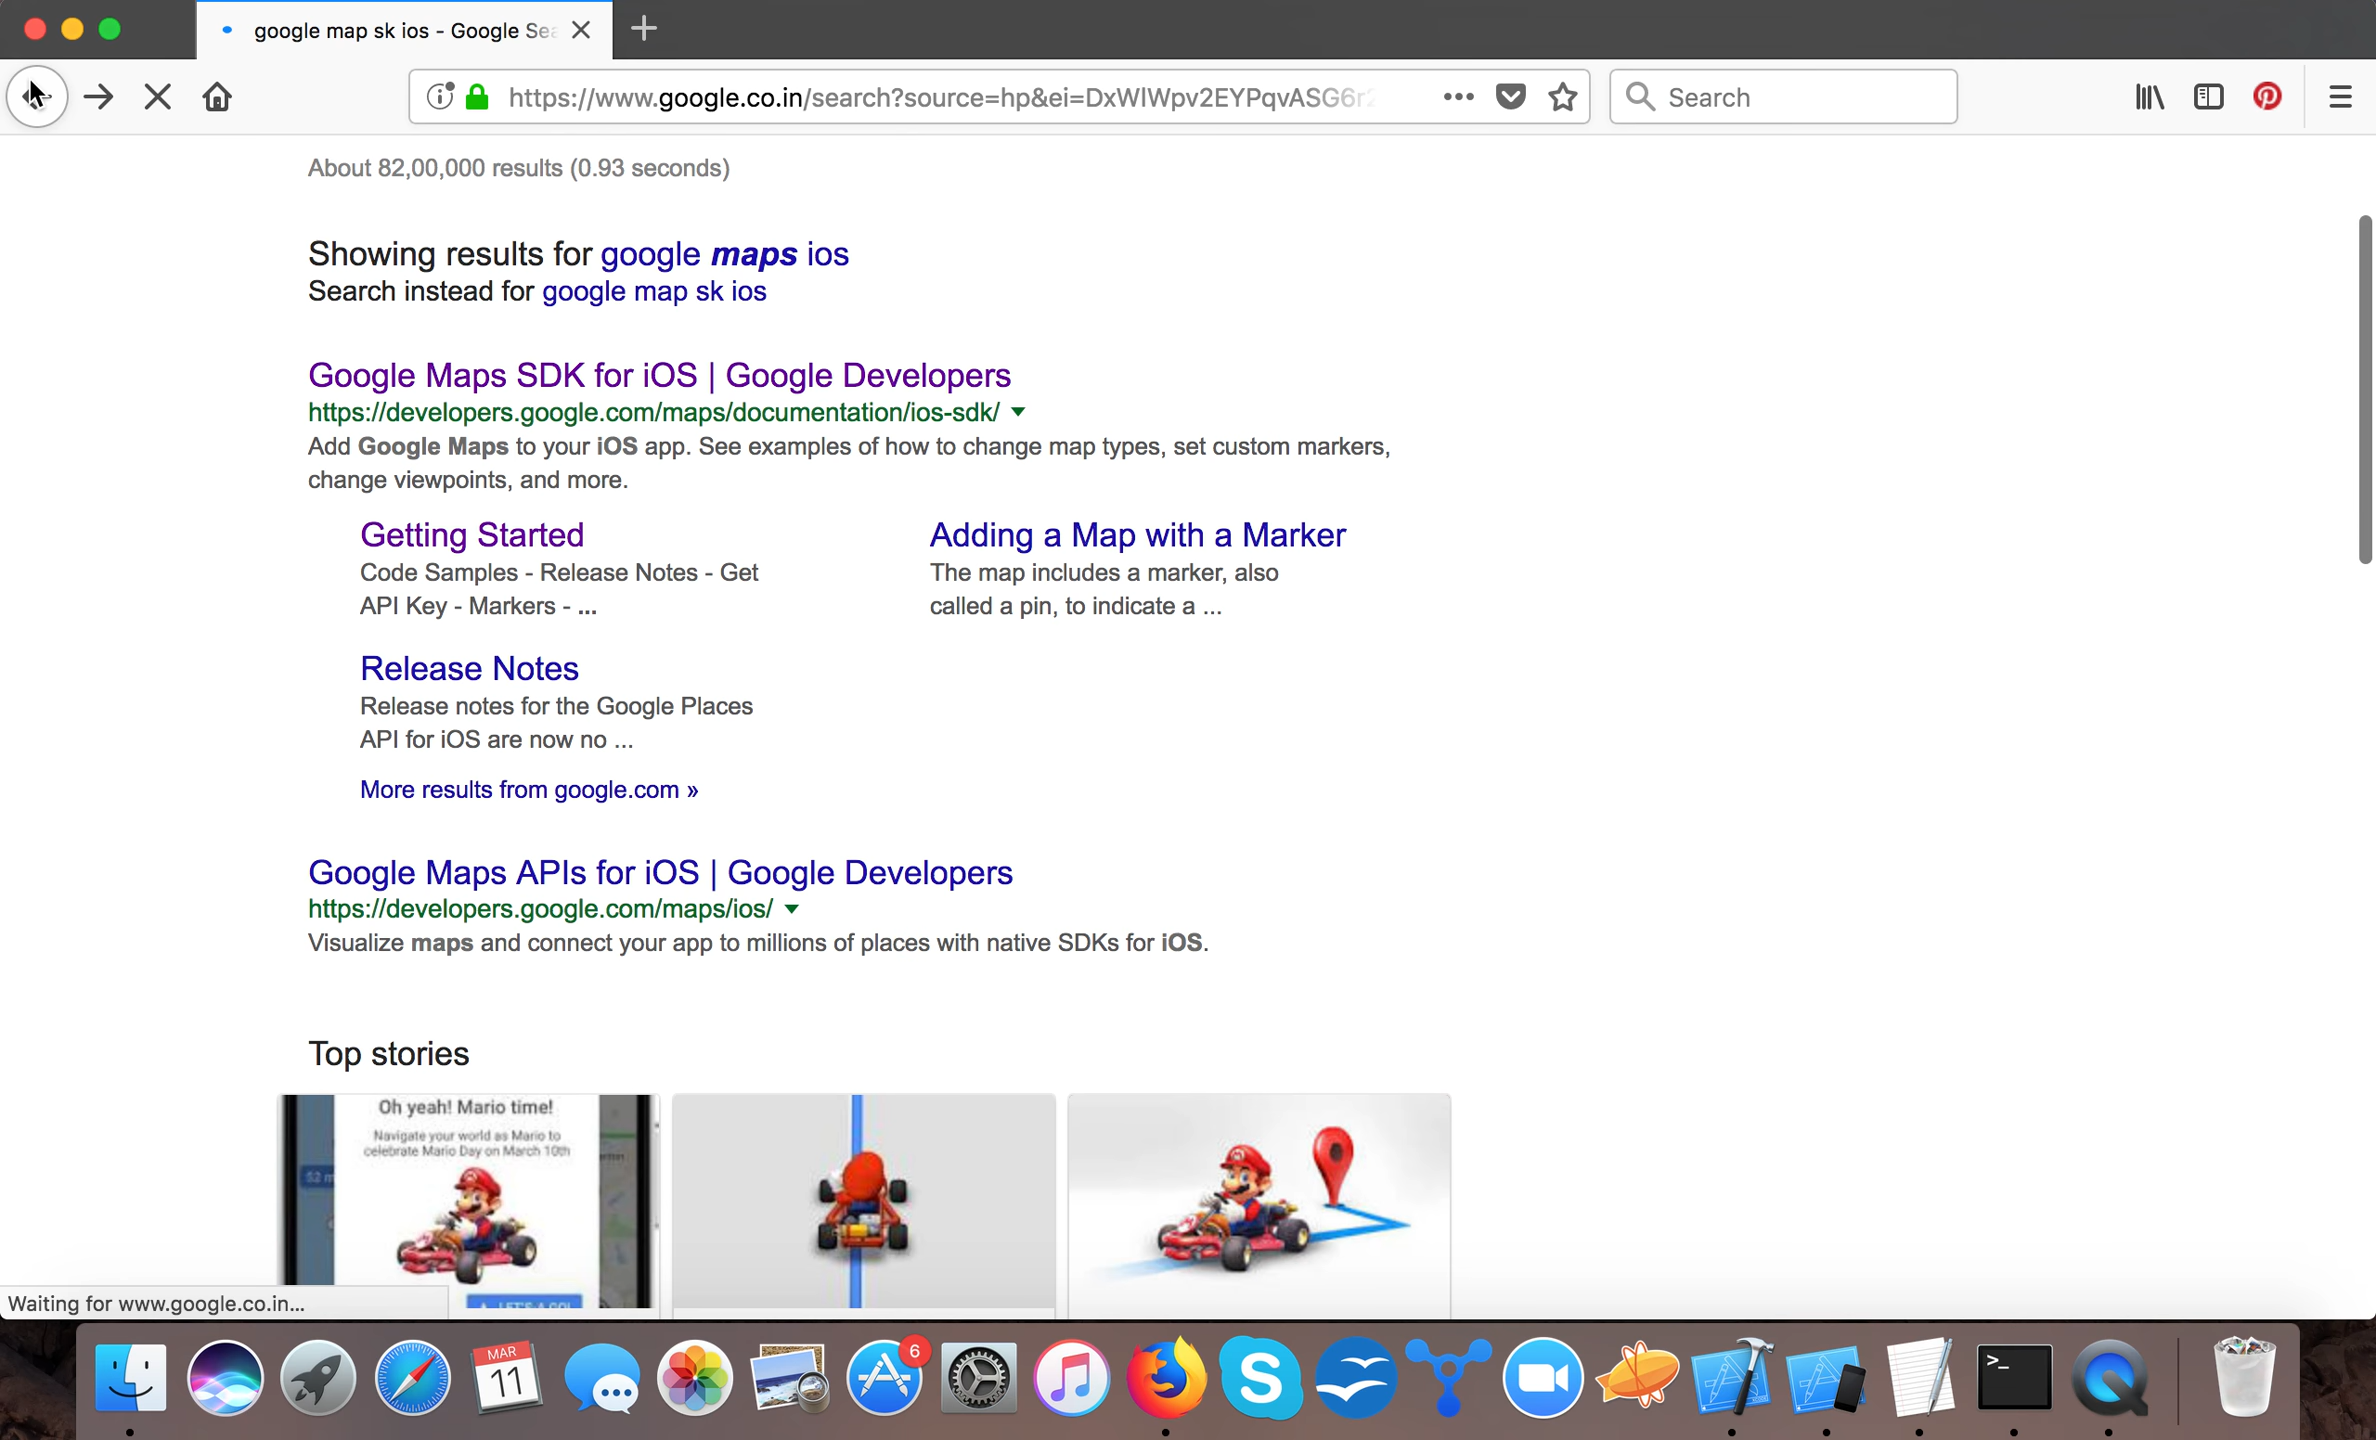 google map sk ios - Google Sea
https://www.google.co.in/search?source=hp&ei=DxWlWpv2EYPqvASG6r2
Search
About 82,00,000 results (0.93 seconds)
Showing results for google maps ios
Search instead for google map sk ios
Google Maps SDK for iOS | Google Developers
https://developers.google.com/maps/documentation/ios-sdk/
Add Google Maps to your iOS app. See examples of how to change map types, set custom markers,
change viewpoints, and more.
Getting Started
Code Samples - Release Notes - Get
API Key - Markers - ...
Adding a Map with a Marker
The map includes a marker, also
called a pin, to indicate a ...
Release Notes
Release notes for the Google Places
API for iOS are now no ...
More results from google.com »
Google Maps APIs for iOS | Google Developers
https://developers.google.com/maps/ios/
Visualize maps and connect your app to millions of places with native SDKs for iOS.
Top stories
Oh yeah! Mario time!
Navigate your world as Mario to
celebrate Mario Day on March 10th
52 m
LET'S-A GO!
Waiting for www.google.co.in...
MAR
11
6
S
>_